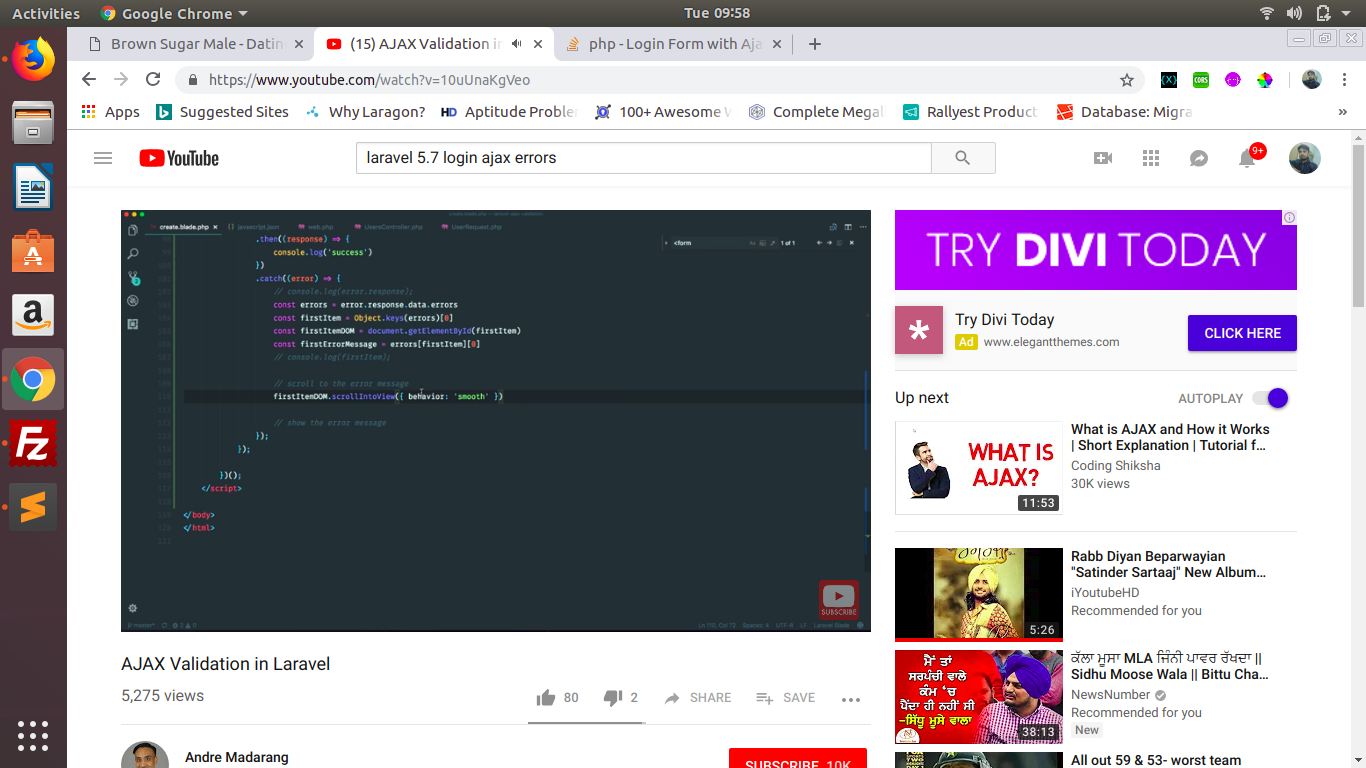 Activities
Google Chrome
Tue 09:58
Brown Sugar Male - Datin
(15) AJAX Validation in
php - Login Form with Aja
https://www.youtube.com/watch?v=10uUnaKgVeo
Apps
Suggested Sites
Why Laragon?
HD Aptitude Proble
100+ Awesome
Complete Mega
Rallyest Product
Database: Migra
»
YouTube
laravel 5.7 login ajax errors
9+
create.blade.php
javascript.json
web.php
UsersController.php
UserRequest.php
<form
1 of 1
.then((response) => {
console.log('success')
})
.catch((error) => {
// console.log(error.response);
const errors = error.response.data.errors
const firstItem = Object.keys(errors)[0]
const firstItemDOM = document.getElementById(firstItem)
const firstErrorMessage = errors[firstItem][0]
// console.log(firstItem);
// scroll to the error message
firstItemDOM.scrollIntoView({ behavior: 'smooth' })
// show the error message
});
});
})();
</script>
</body>
</html>
SUBSCRIBE
TRY DIVI TODAY
Try Divi Today
Ad www.elegantthemes.com
CLICK HERE
Up next
AUTOPLAY
WHAT IS
AJAX?
11:53
What is AJAX and How it Works
| Short Explanation | Tutorial f...
Coding Shiksha
30K views
5:26
Rabb Diyan Beparwayian
"Satinder Sartaaj" New Album...
iYoutubeHD
Recommended for you
ਮੈਂ ਤਾਂ
ਸਰਪੰਚੀ ਵਾਲੇ
ਕੰਮ 'ਚ
ਪੈਂਦਾ ਹੀ ਨਹੀਂ ਸੀ
-ਸਿੱਧੂ ਮੂਸੇ ਵਾਲਾ
38:13
ਕੱਲਾ ਮੂਸਾ MLA ਜਿੰਨੀ ਪਾਵਰ ਰੱਖਦਾ ||
Sidhu Moose Wala || Bittu Cha...
NewsNumber
Recommended for you
New
All out 59 & 53- worst team
AJAX Validation in Laravel
5,275 views
80
2
SHARE
SAVE
Andre Madarang
SUBSCRIBE 10K